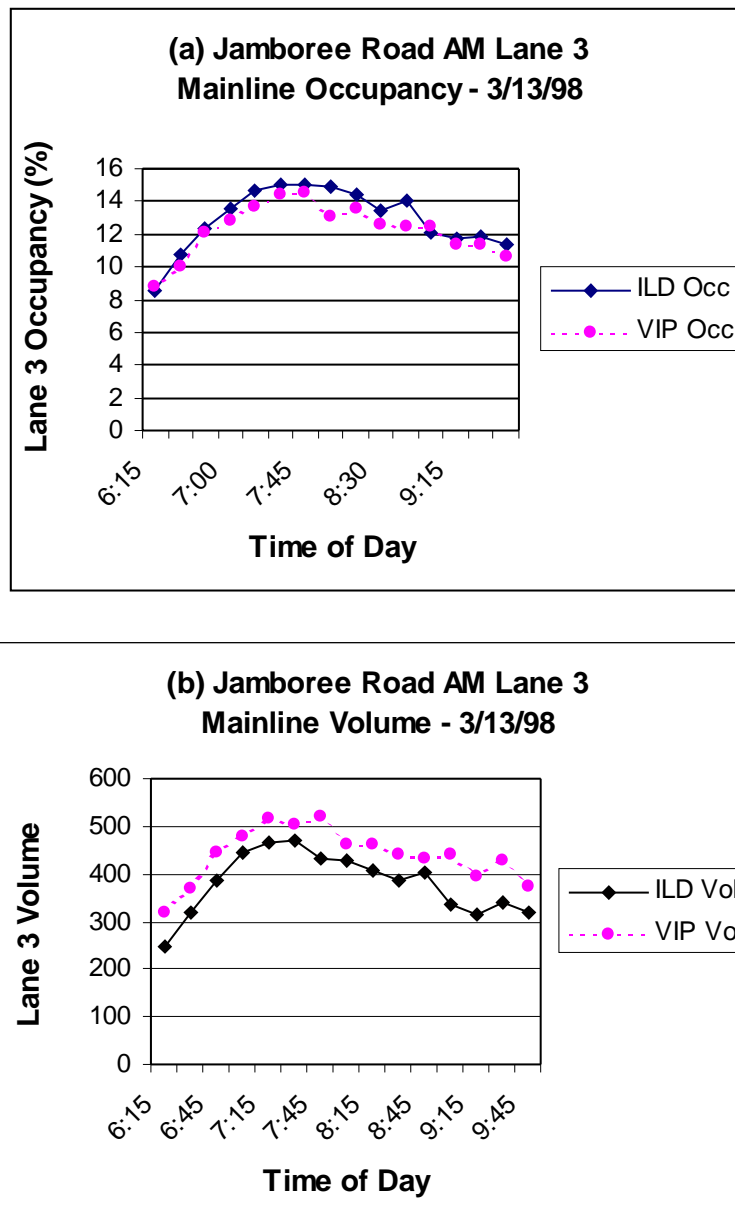 (a) Jamboree Road AM Lane 3
Mainline Occupancy - 3/13/98
Lane 3 Occupancy (%)
16
14
12
10
8
6
4
2
0
6:15
7:00
7:45
8:30
9:15
Time of Day
ILD Occ
VIP Occ
(b) Jamboree Road AM Lane 3
Mainline Volume - 3/13/98
Lane 3 Volume
600
500
400
300
200
100
0
6:15
6:45
7:15
7:45
8:15
8:45
9:15
9:45
Time of Day
ILD Vol
VIP Vo